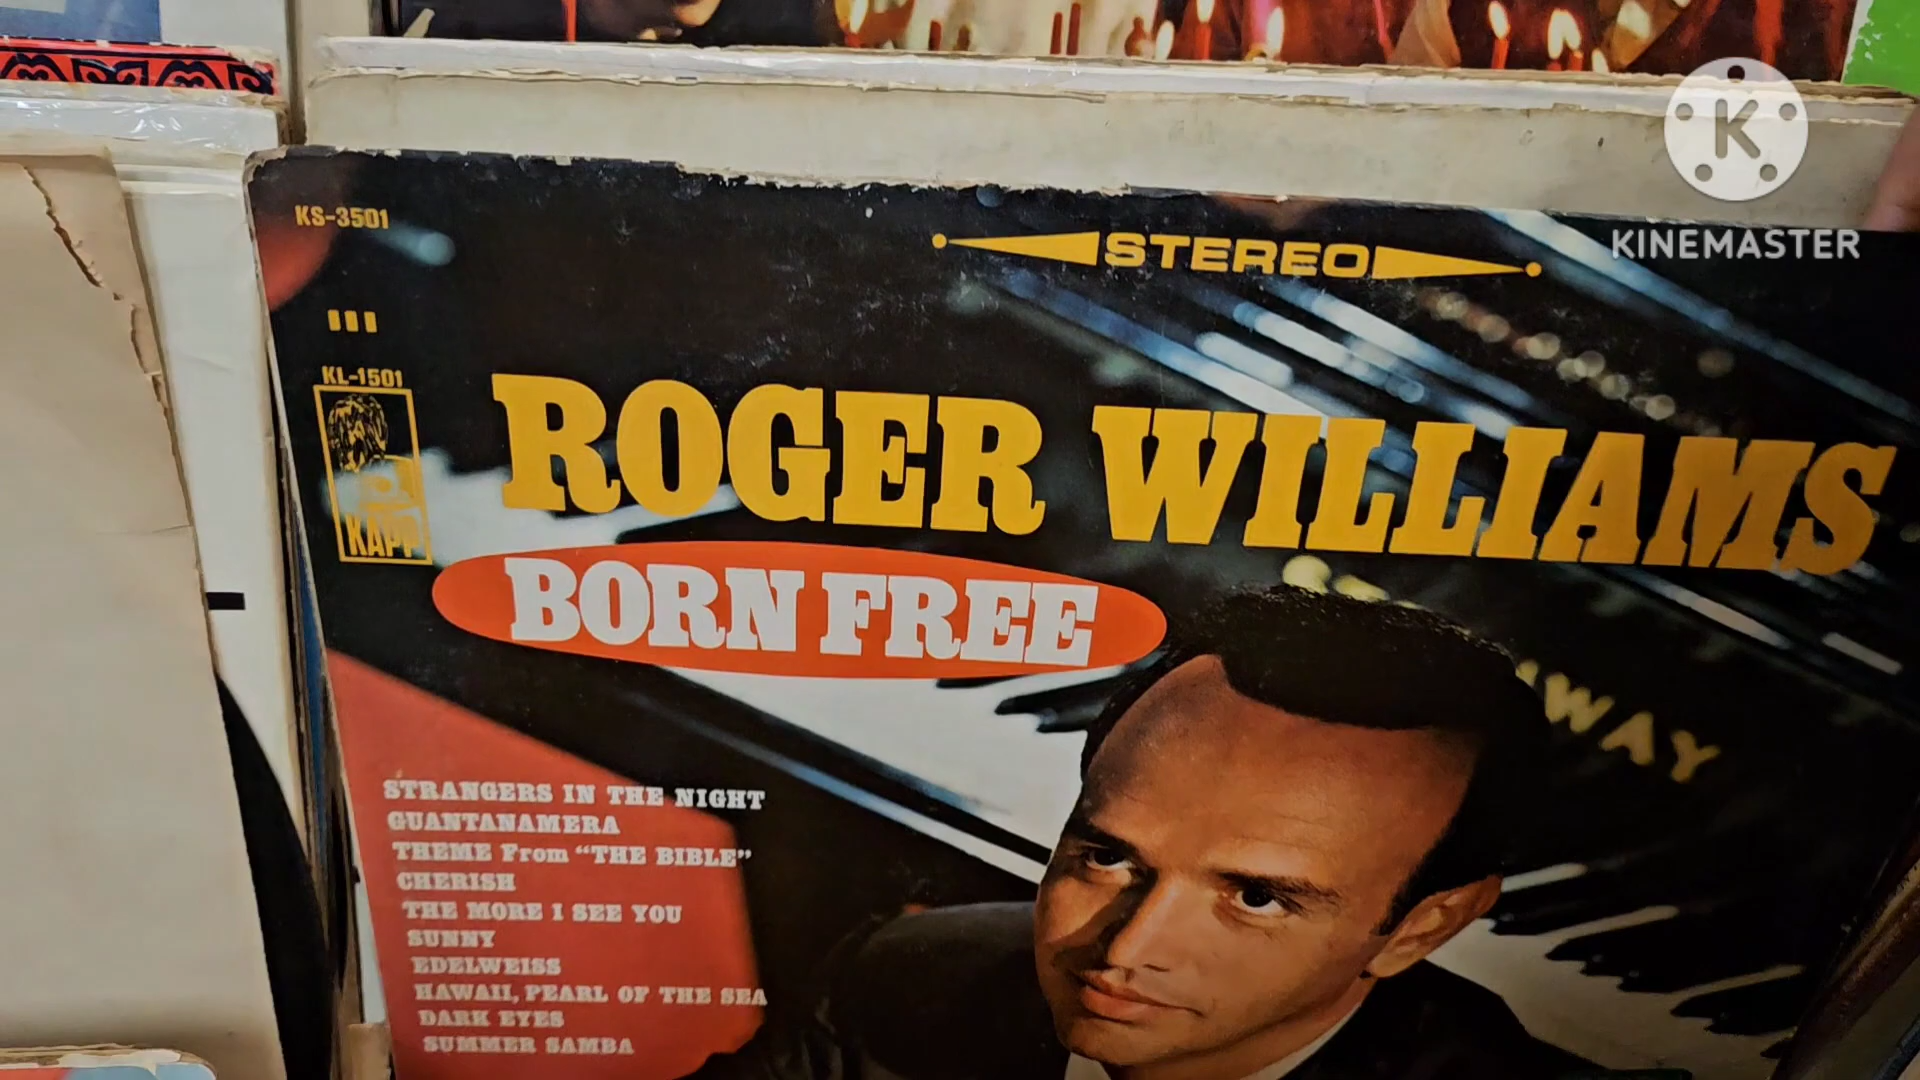 K
KINEMASTER
KS-3501
STEREO
KL-1501
KAPP
ROGER WILLIAMS
BORN FREE
WAY
STRANGERS IN THE NIGHT
GUANTANAMERA
THEME From “THE BIBLE”
CHERISH
THE MORE I SEE YOU
SUNNY
EDELWEISS
HAWAII, PEARL OF THE SEA
DARK EYES
SUMMER SAMBA